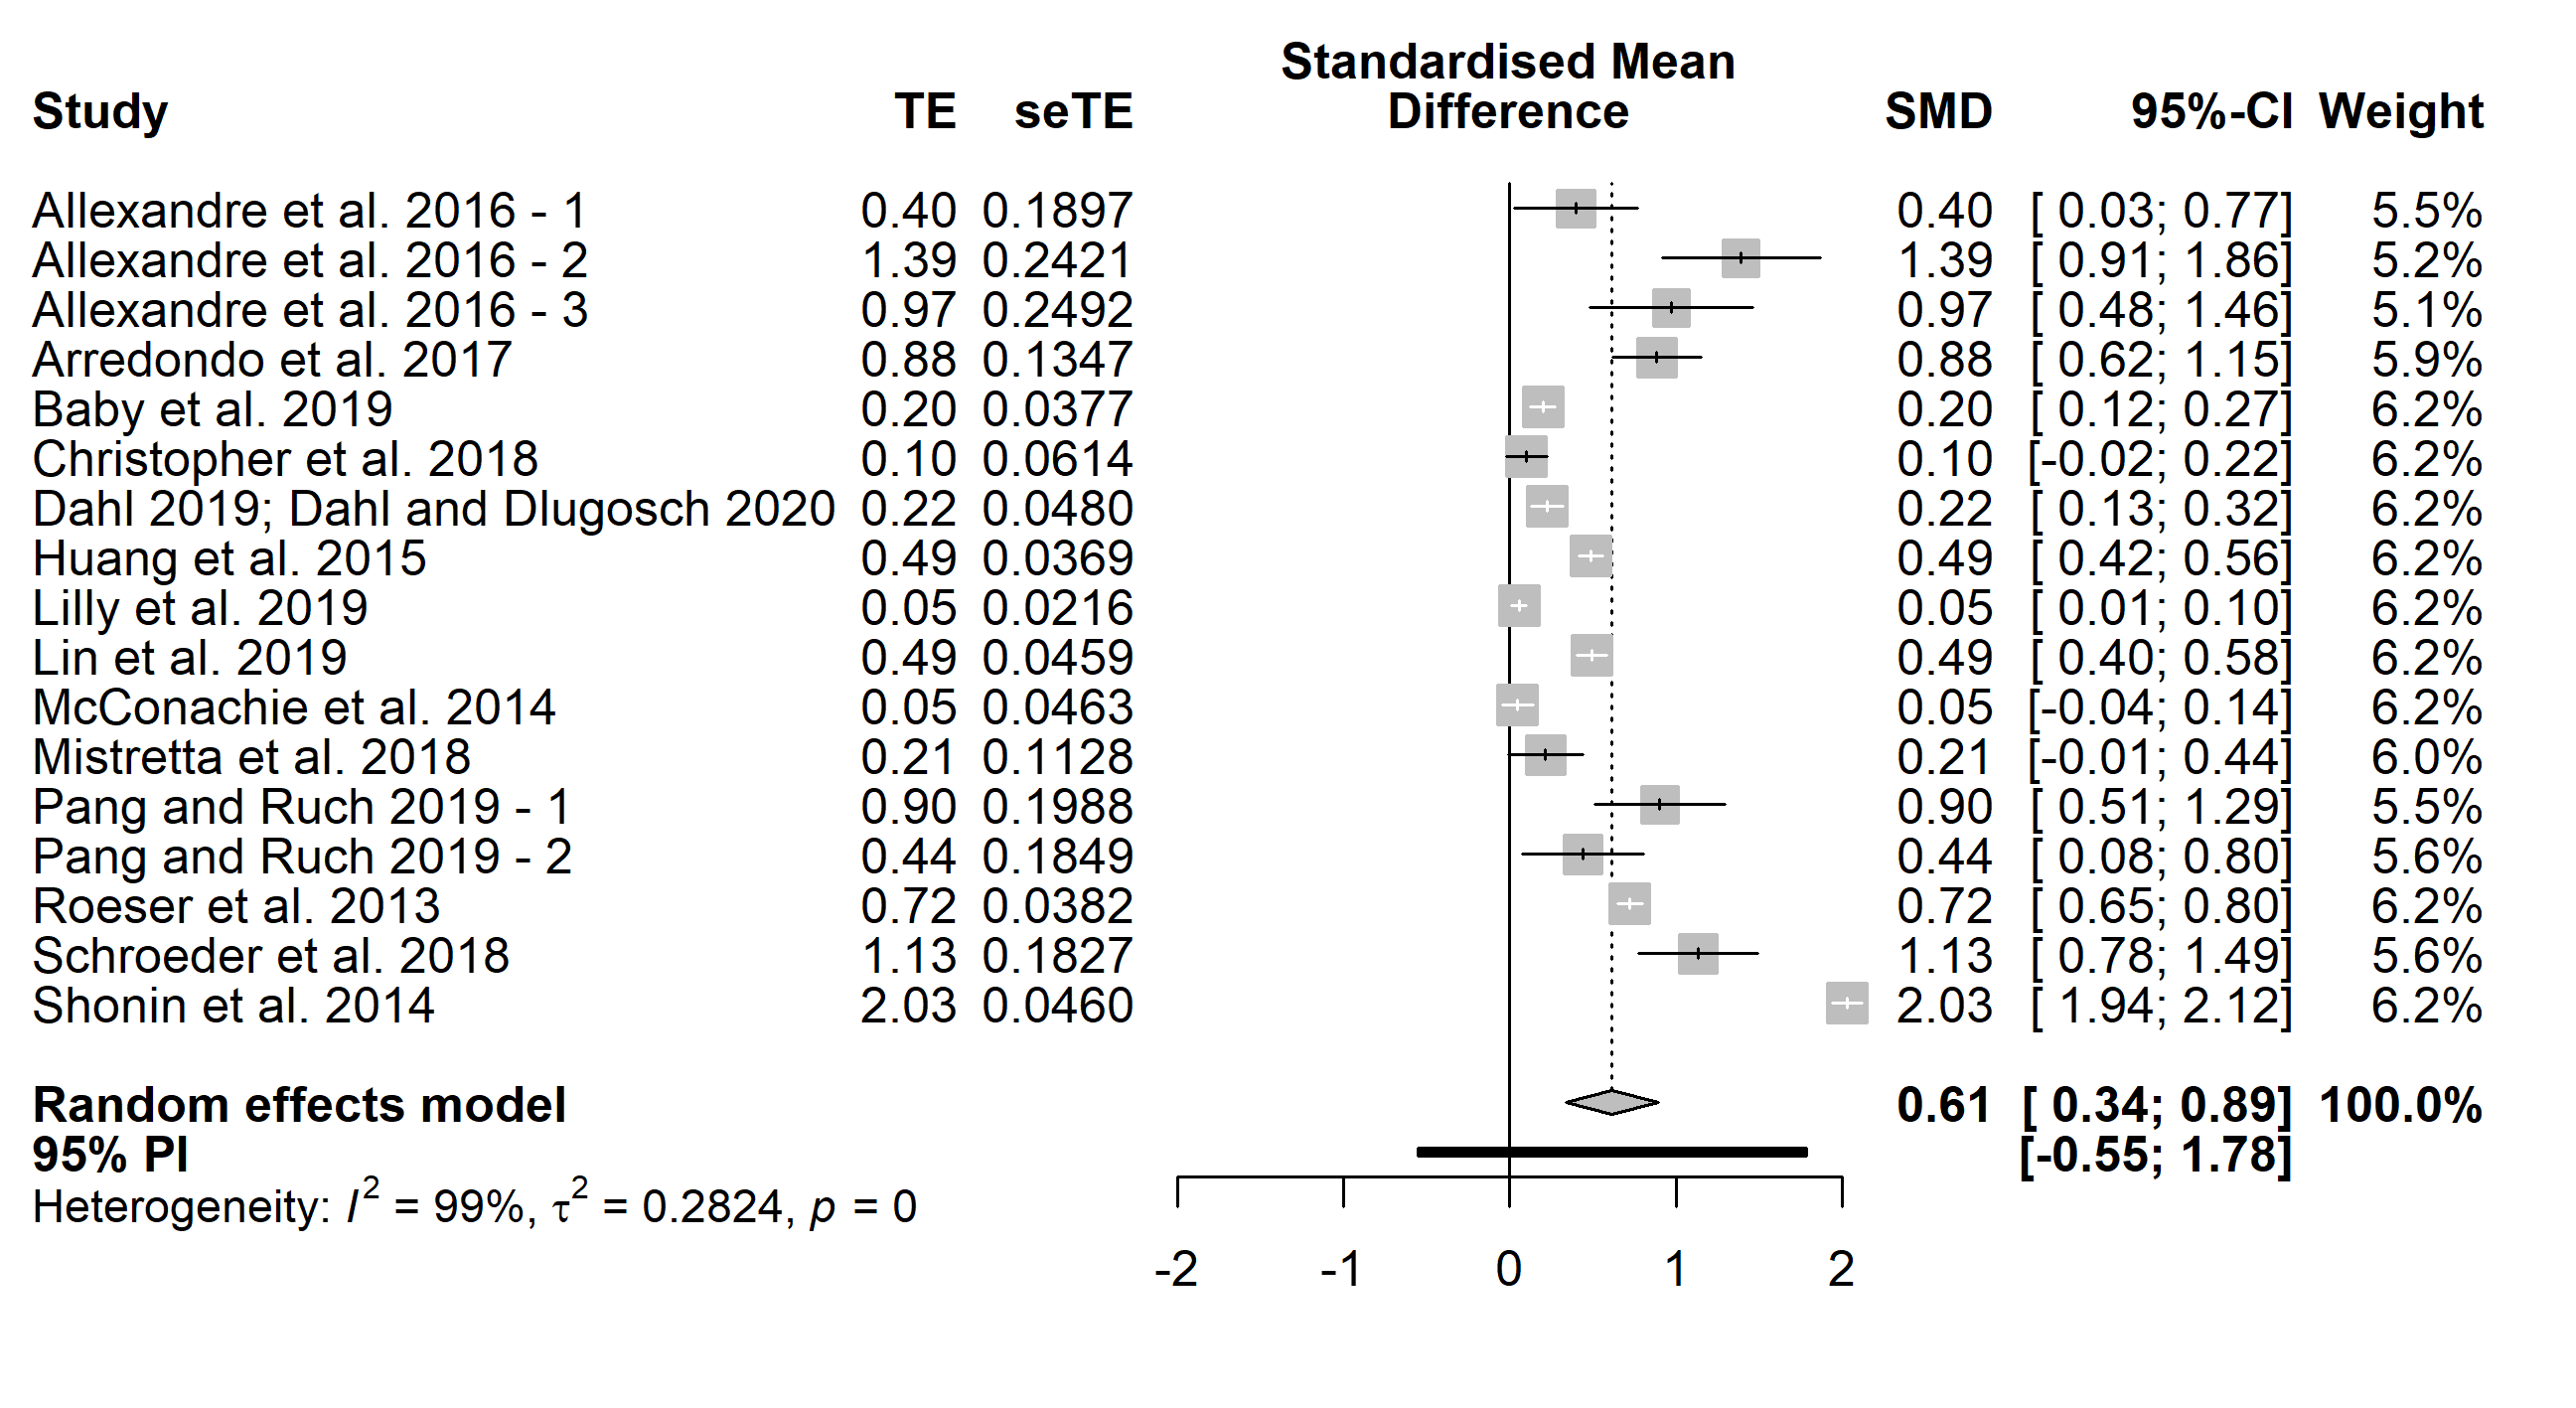 Standardised Mean
Study TE seTE Difference SMD 95%-CI Weight
Allexandre et al. 2016 - 1 0.40 0.1897 0.40 [ 0.03; 0.77] 5.5%
Allexandre et al. 2016 - 2 1.39 0.2421 1.39 [ 0.91; 1.86] 5.2%
Allexandre et al. 2016 - 3 0.97 0.2492 0.97 [ 0.48; 1.46] 5.1%
Arredondo et al. 2017 0.88 0.1347 0.88 [ 0.62; 1.15] 5.9%
Baby et al. 2019 0.20 0.0377 0.20 [ 0.12; 0.27] 6.2%
Christopher et al. 2018 0.10 0.0614 0.10 [-0.02; 0.22] 6.2%
Dahl 2019; Dahl and Dlugosch 2020 0.22 0.0480 0.22 [ 0.13; 0.32] 6.2%
Huang et al. 2015 0.49 0.0369 0.49 [ 0.42; 0.56] 6.2%
Lilly et al. 2019 0.05 0.0216 0.05 [ 0.01; 0.10] 6.2%
Lin et al. 2019 0.49 0.0459 0.49 [ 0.40; 0.58] 6.2%
McConachie et al. 2014 0.05 0.0463 0.05 [-0.04; 0.14] 6.2%
Mistretta et al. 2018 0.21 0.1128 0.21 [-0.01; 0.44] 6.0%
Pang and Ruch 2019 - 1 0.90 0.1988 0.90 [ 0.51; 1.29] 5.5%
Pang and Ruch 2019 - 2 0.44 0.1849 0.44 [ 0.08; 0.80] 5.6%
Roeser et al. 2013 0.72 0.0382 0.72 [ 0.65; 0.80] 6.2%
Schroeder et al. 2018 1.13 0.1827 1.13 [ 0.78; 1.49] 5.6%
Shonin et al. 2014 2.03 0.0460 2.03 [ 1.94; 2.12] 6.2%
Random effects model 0.61 [ 0.34; 0.89] 100.0%
95% PI [-0.55; 1.78]
Heterogeneity: I² = 99%, τ² = 0.2824, p = 0
-2 -1 0 1 2